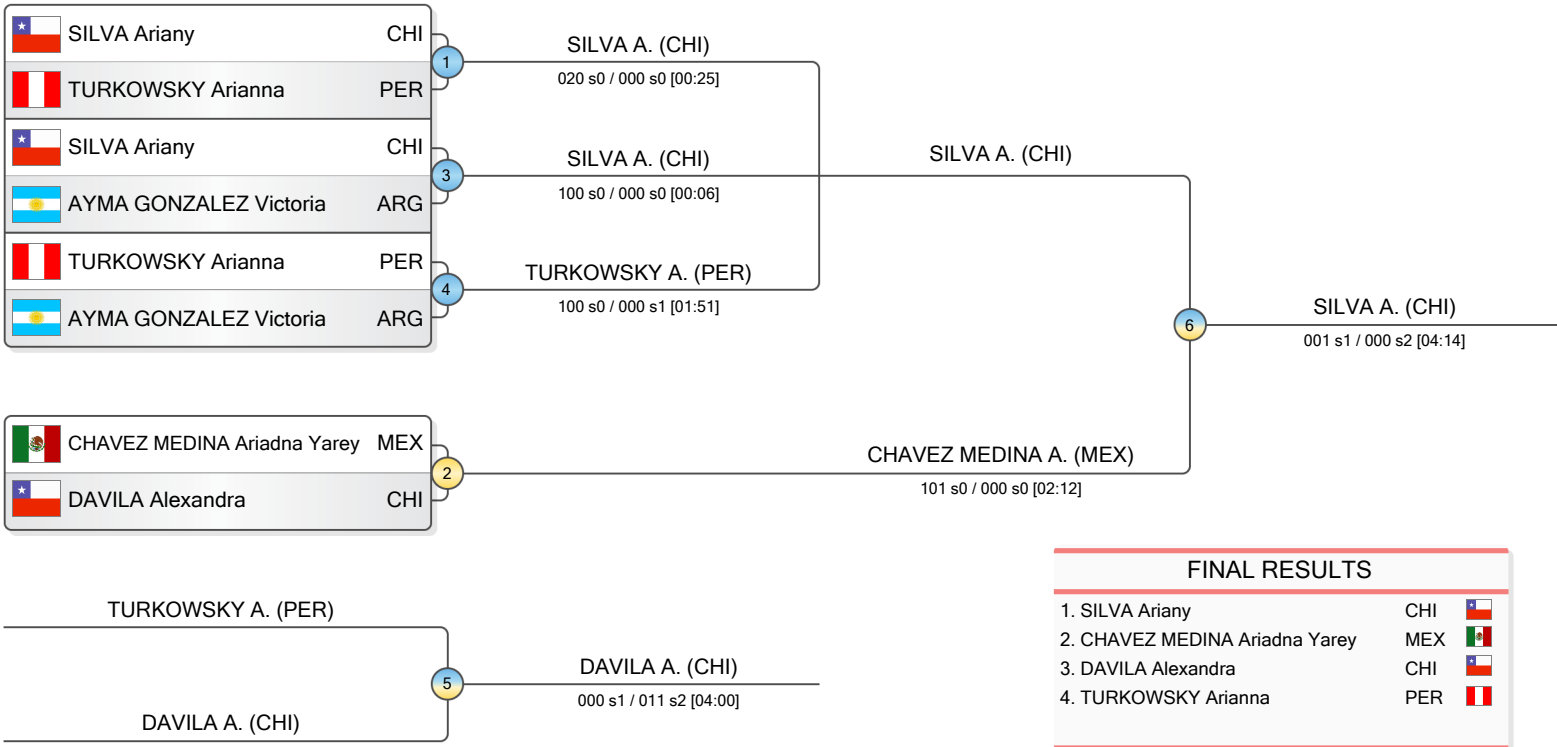 SILVA Ariany CHI
TURKOWSKY Arianna PER
1
SILVA A. (CHI)
020 s0 / 000 s0 [00:25]
SILVA Ariany CHI
AYMA GONZALEZ Victoria ARG
3
SILVA A. (CHI)
100 s0 / 000 s0 [00:06]
TURKOWSKY Arianna PER
AYMA GONZALEZ Victoria ARG
4
TURKOWSKY A. (PER)
100 s0 / 000 s1 [01:51]
SILVA A. (CHI)
CHAVEZ MEDINA Ariadna Yarey MEX
DAVILA Alexandra CHI
2
CHAVEZ MEDINA A. (MEX)
101 s0 / 000 s0 [02:12]
6
SILVA A. (CHI)
001 s1 / 000 s2 [04:14]
TURKOWSKY A. (PER)
DAVILA A. (CHI)
5
DAVILA A. (CHI)
000 s1 / 011 s2 [04:00]
FINAL RESULTS
1. SILVA Ariany CHI
2. CHAVEZ MEDINA Ariadna Yarey MEX
3. DAVILA Alexandra CHI
4. TURKOWSKY Arianna PER